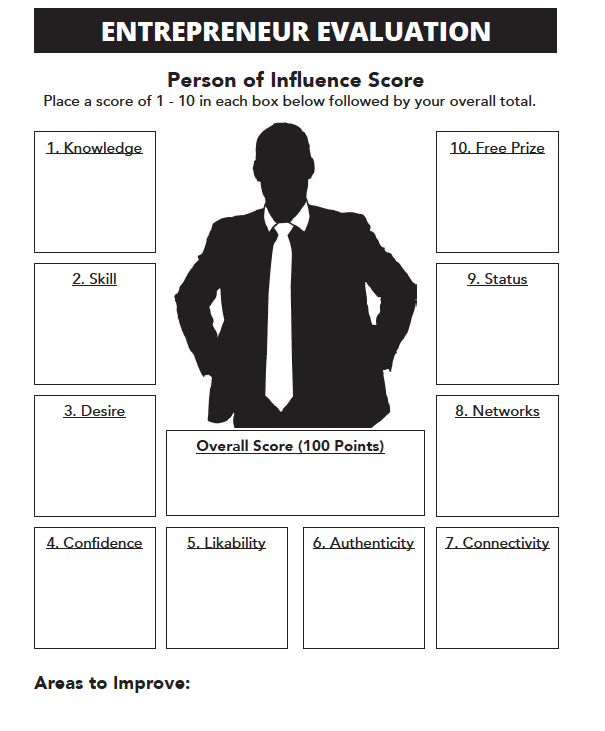 ENTREPRENEUR EVALUATION
Person of Influence Score
Place a score of 1 - 10 in each box below followed by your overall total.
1. Knowledge
2. Skill
3. Desire
4. Confidence
5. Likability
6. Authenticity
7. Connectivity
8. Networks
9. Status
10. Free Prize
Overall Score (100 Points)
Areas to Improve: